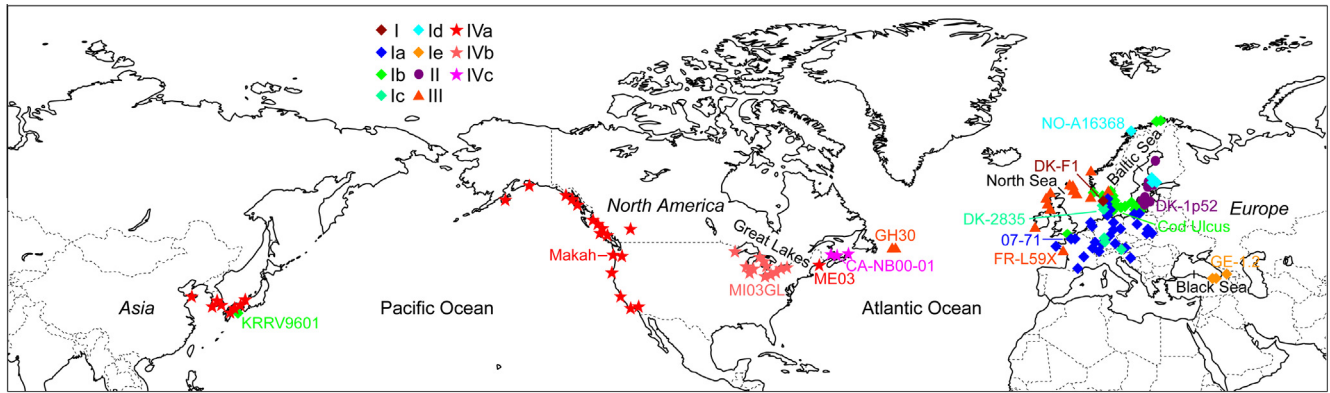 I Id IVa
Ia Ie IVb
Ib II IVc
Ic III
NO-A16368
Baltic Sea
DK-F1
North Sea
North America
DK-1p52
Europe
DK-2835
Cod Ulcus
Great Lakes
GH30
07-71
Makah
CA-NB00-01
FR-L59X
GE-1.2
ME03
MI03GL
Black Sea
Asia
Pacific Ocean
Atlantic Ocean
KRRV9601